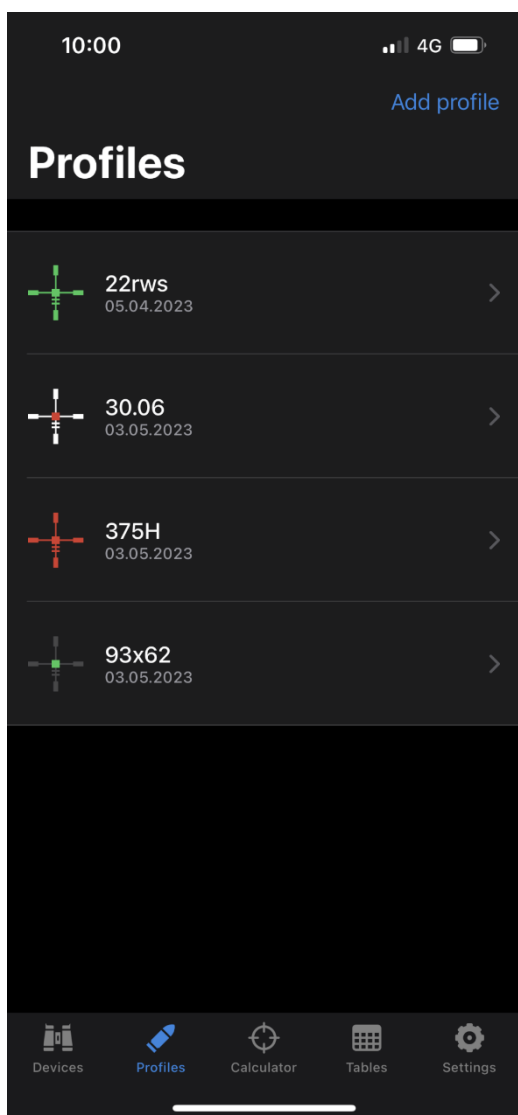 10:00 4G
Add profile
Profiles
22rws
05.04.2023
30.06
03.05.2023
375H
03.05.2023
93x62
03.05.2023
Devices Profiles Calculator Tables Settings